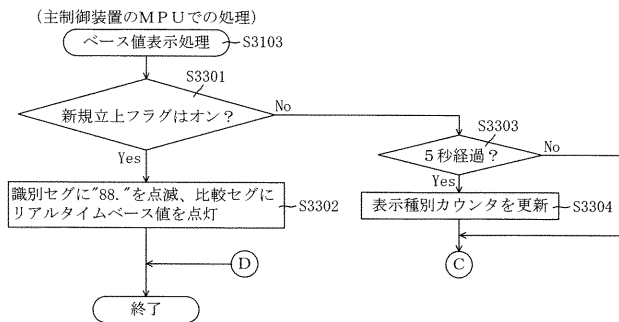 (主制御装置のMPUでの処理)
ベース値表示処理
S3103
S3301
新規立上フラグはオン?
No
Yes
S3303
5秒経過?
No
Yes
識別セグに"88."を点滅、比較セグに
リアルタイムベース値を点灯
S3302
表示種別カウンタを更新
S3304
D
C
終了